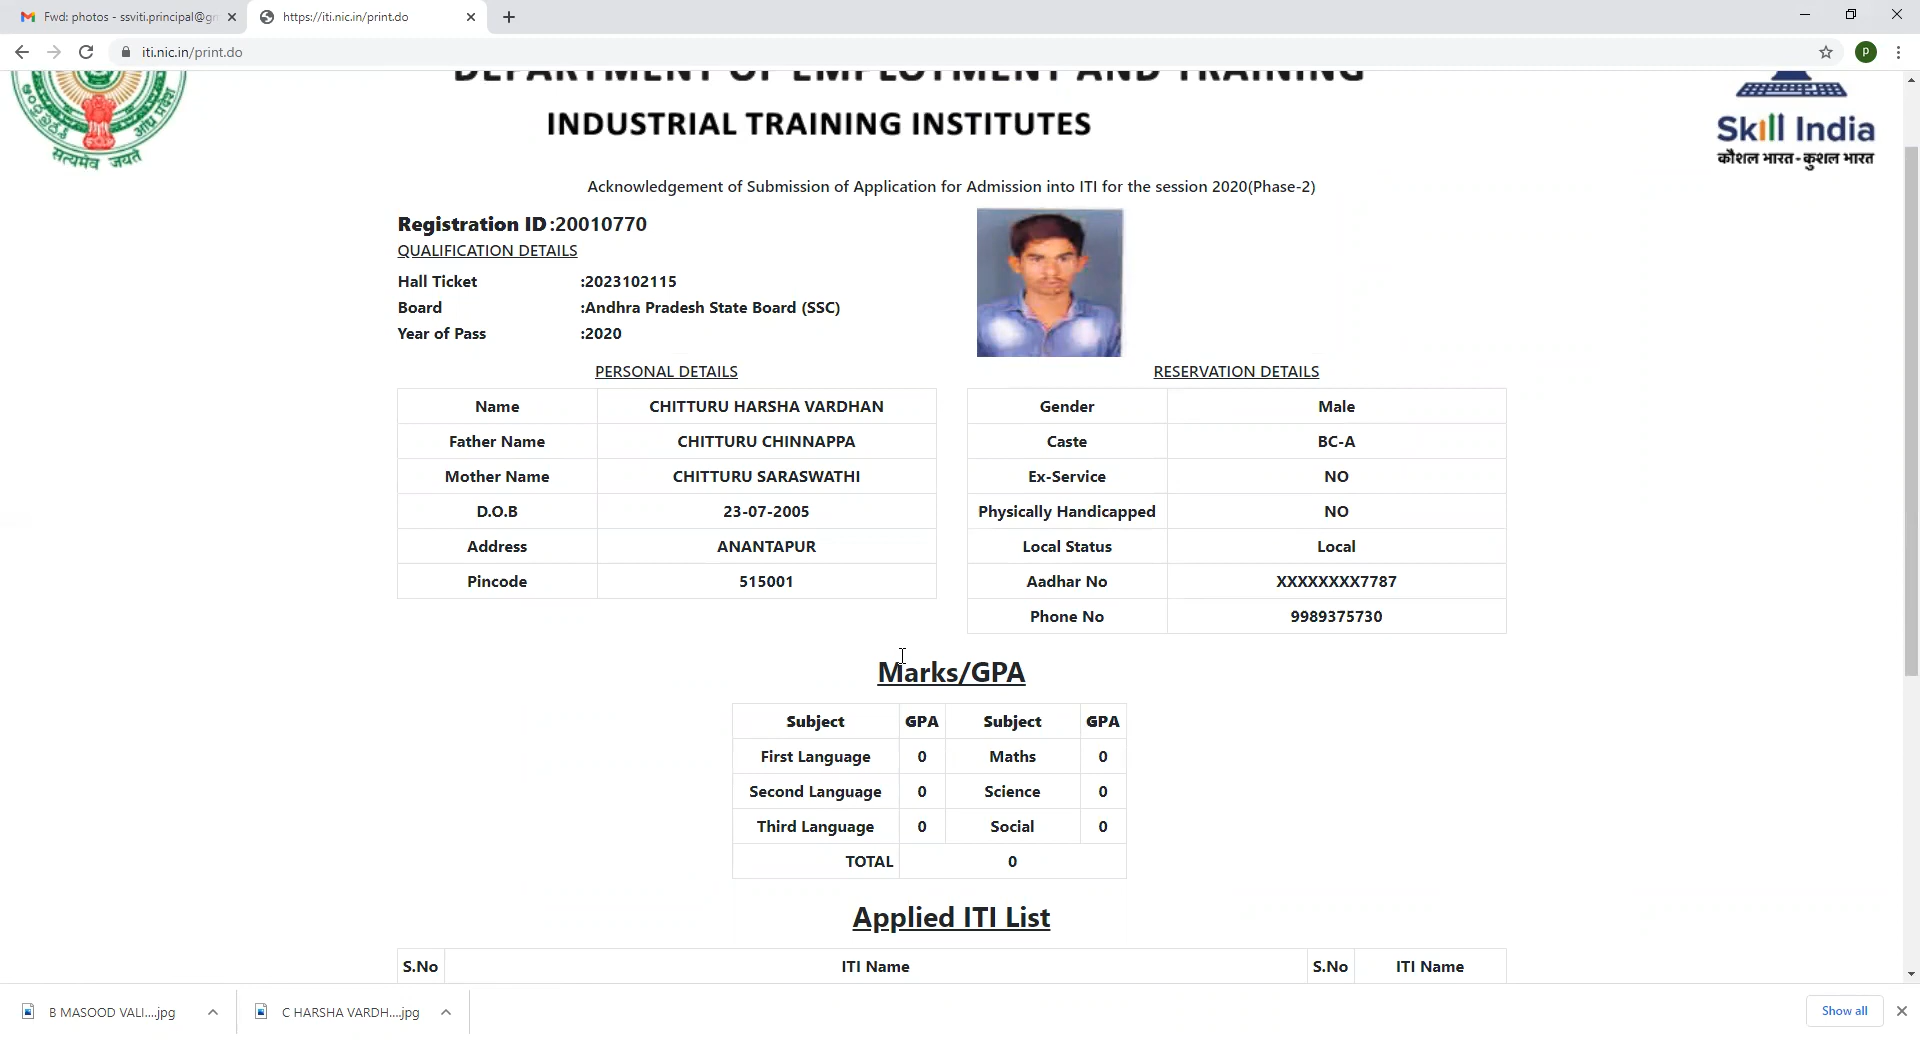 Fwd: photos - ssviti.principal@gm
https://iti.nic.in/print.do
iti.nic.in/print.do
P
DEPARTMENT OF EMPLOYMENT AND TRAINING
INDUSTRIAL TRAINING INSTITUTES
सत्यमेव जयते
Skill India
कौशल भारत - कुशल भारत
Acknowledgement of Submission of Application for Admission into ITI for the session 2020(Phase-2)
Registration ID :20010770
QUALIFICATION DETAILS
Hall Ticket :2023102115
Board :Andhra Pradesh State Board (SSC)
Year of Pass :2020
PERSONAL DETAILS
Name CHITTURU HARSHA VARDHAN
Father Name CHITTURU CHINNAPPA
Mother Name CHITTURU SARASWATHI
D.O.B 23-07-2005
Address ANANTAPUR
Pincode 515001
RESERVATION DETAILS
Gender Male
Caste BC-A
Ex-Service NO
Physically Handicapped NO
Local Status Local
Aadhar No XXXXXXXX7787
Phone No 9989375730
Marks/GPA
Subject GPA Subject GPA
First Language 0 Maths 0
Second Language 0 Science 0
Third Language 0 Social 0
TOTAL 0
Applied ITI List
S.No ITI Name S.No ITI Name
B MASOOD VALI....jpg
C HARSHA VARDH....jpg
Show all